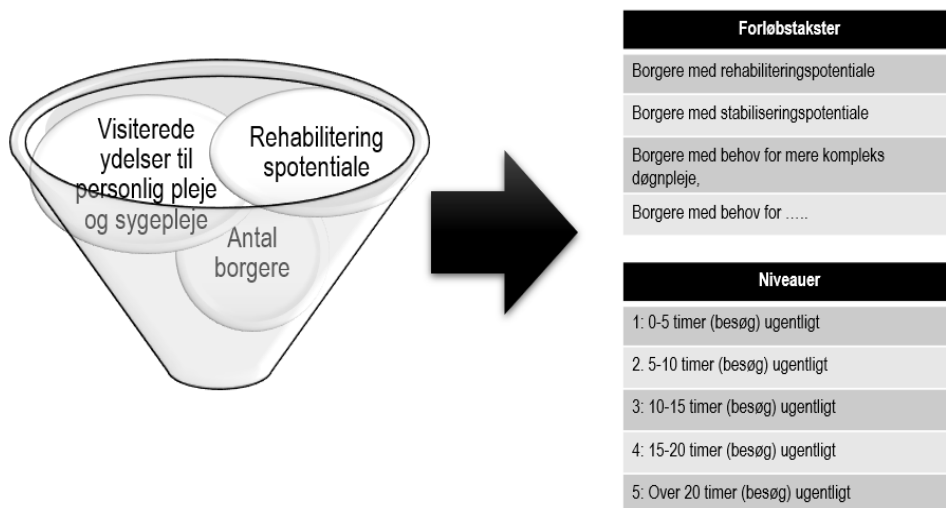 Visiterede
ydelser til
personlig pleje
og sygepleje
Rehabilitering
spotentiale
Antal
borgere
Forløbstakster
Borgere med rehabiliteringspotentiale
Borgere med stabiliseringspotentiale
Borgere med behov for mere kompleks
døgnpleje,
Borgere med behov for .....
Niveauer
1: 0-5 timer (besøg) ugentligt
2. 5-10 timer (besøg) ugentligt
3: 10-15 timer (besøg) ugentligt
4: 15-20 timer (besøg) ugentligt
5: Over 20 timer (besøg) ugentligt